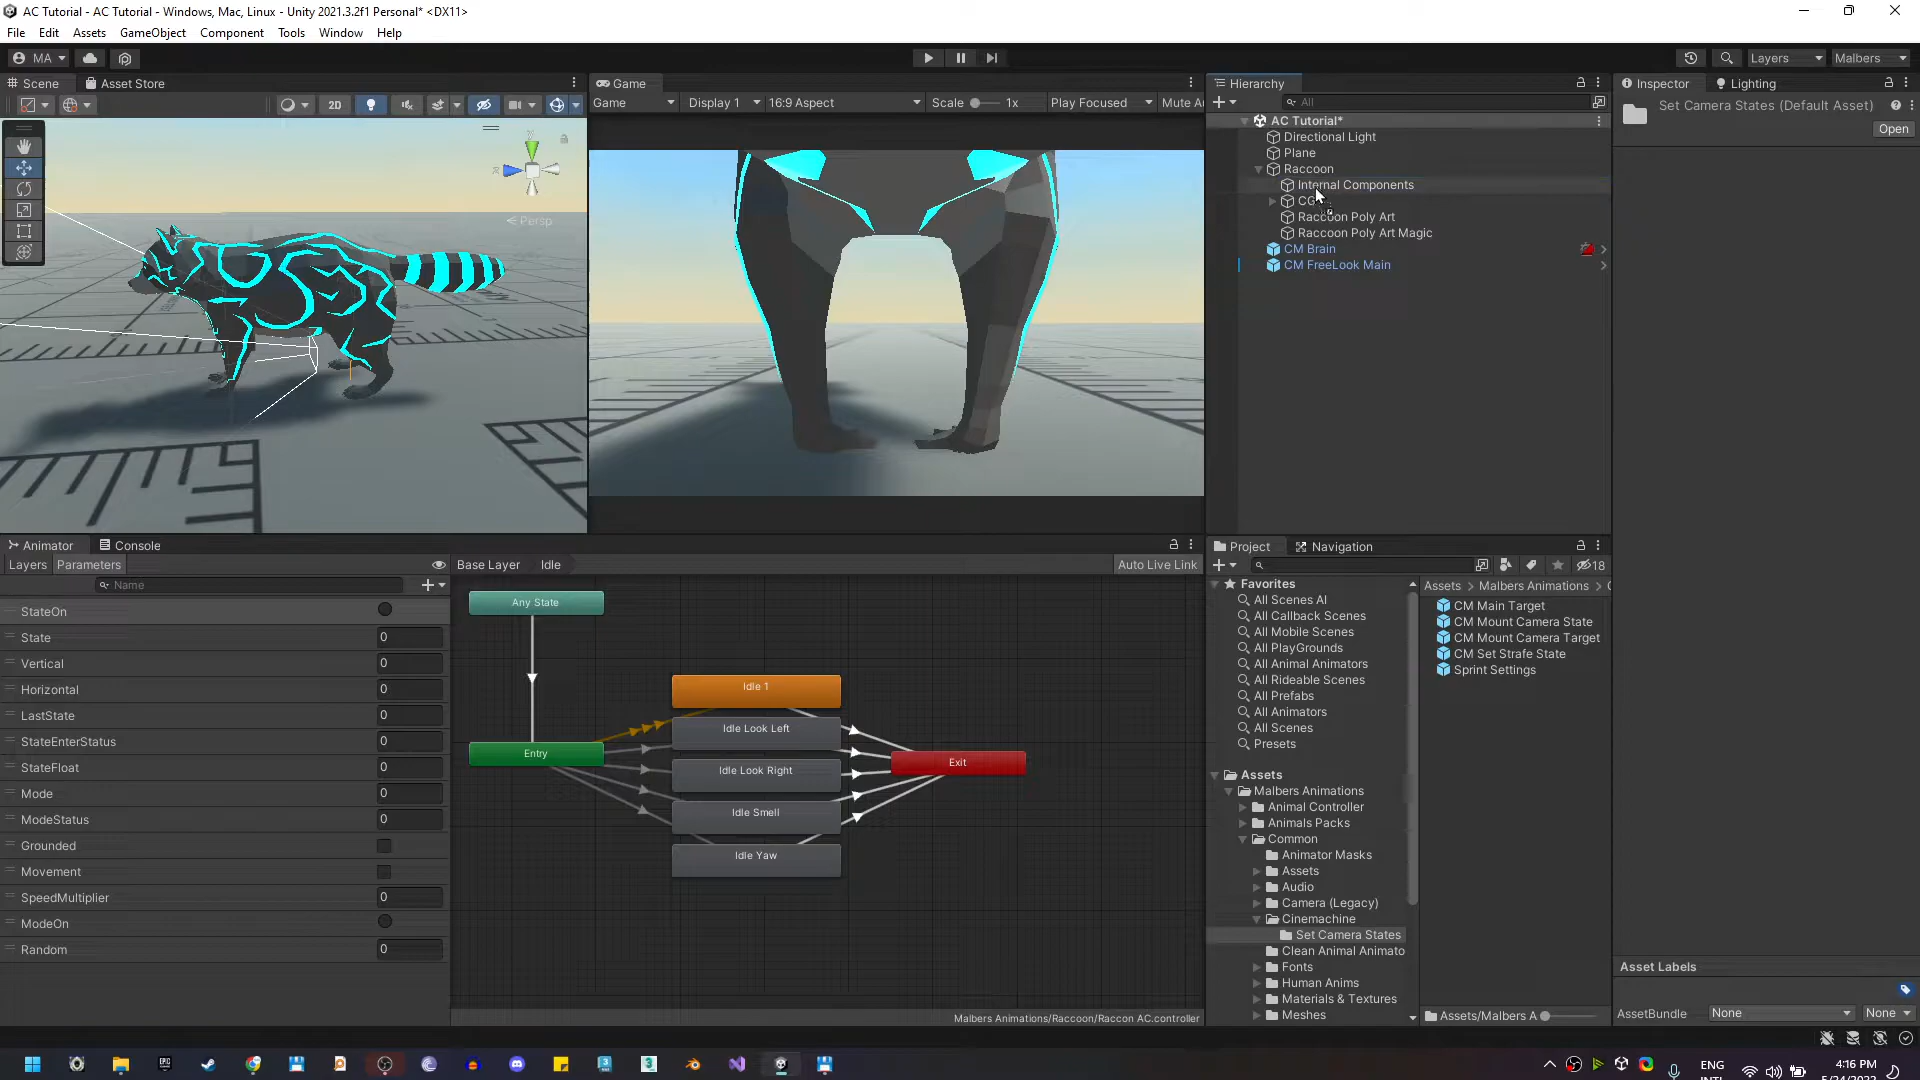 AC Tutorial - AC Tutorial - Windows, Mac, Linux - Unity 2021.3.2f1 Personal* <DX11>
File Edit Assets GameObject Component Tools Window Help
MA
Layers
Malbers
Scene
Asset Store
2D
Persp
Game
Game
Display 1
16:9 Aspect
Scale
1x
Play Focused
Mute Au
Hierarchy
All
AC Tutorial*
Directional Light
Plane
Raccoon
Internal Components
CG
Raccoon Poly Art
Raccoon Poly Art Magic
CM Brain
CM FreeLook Main
Inspector
Lighting
Set Camera States (Default Asset)
Open
Animator
Console
Layers
Parameters
Name
StateOn
State 0
Vertical 0
Horizontal 0
LastState 0
StateEnterStatus 0
StateFloat 0
Mode 0
ModeStatus 0
Grounded
Movement
SpeedMultiplier 0
ModeOn
Random 0
Base Layer
Idle
Auto Live Link
Any State
Entry
Idle 1
Idle Look Left
Idle Look Right
Idle Smell
Idle Yaw
Exit
Malbers Animations/Raccoon/Raccon AC.controller
Project
Navigation
18
Favorites
All Scenes AI
All Callback Scenes
All Mobile Scenes
All PlayGrounds
All Animal Animators
All Rideable Scenes
All Prefabs
All Animators
All Scenes
Presets
Assets
Malbers Animations
Animal Controller
Animals Packs
Common
Animator Masks
Assets
Audio
Camera (Legacy)
Cinemachine
Set Camera States
Clean Animal Animato
Fonts
Human Anims
Materials & Textures
Meshes
Assets > Malbers Animations >
CM Main Target
CM Mount Camera State
CM Mount Camera Target
CM Set Strafe State
Sprint Settings
Assets/Malbers A
Asset Labels
AssetBundle
None
None
ENG
INTL
4:16 PM
5/24/2022